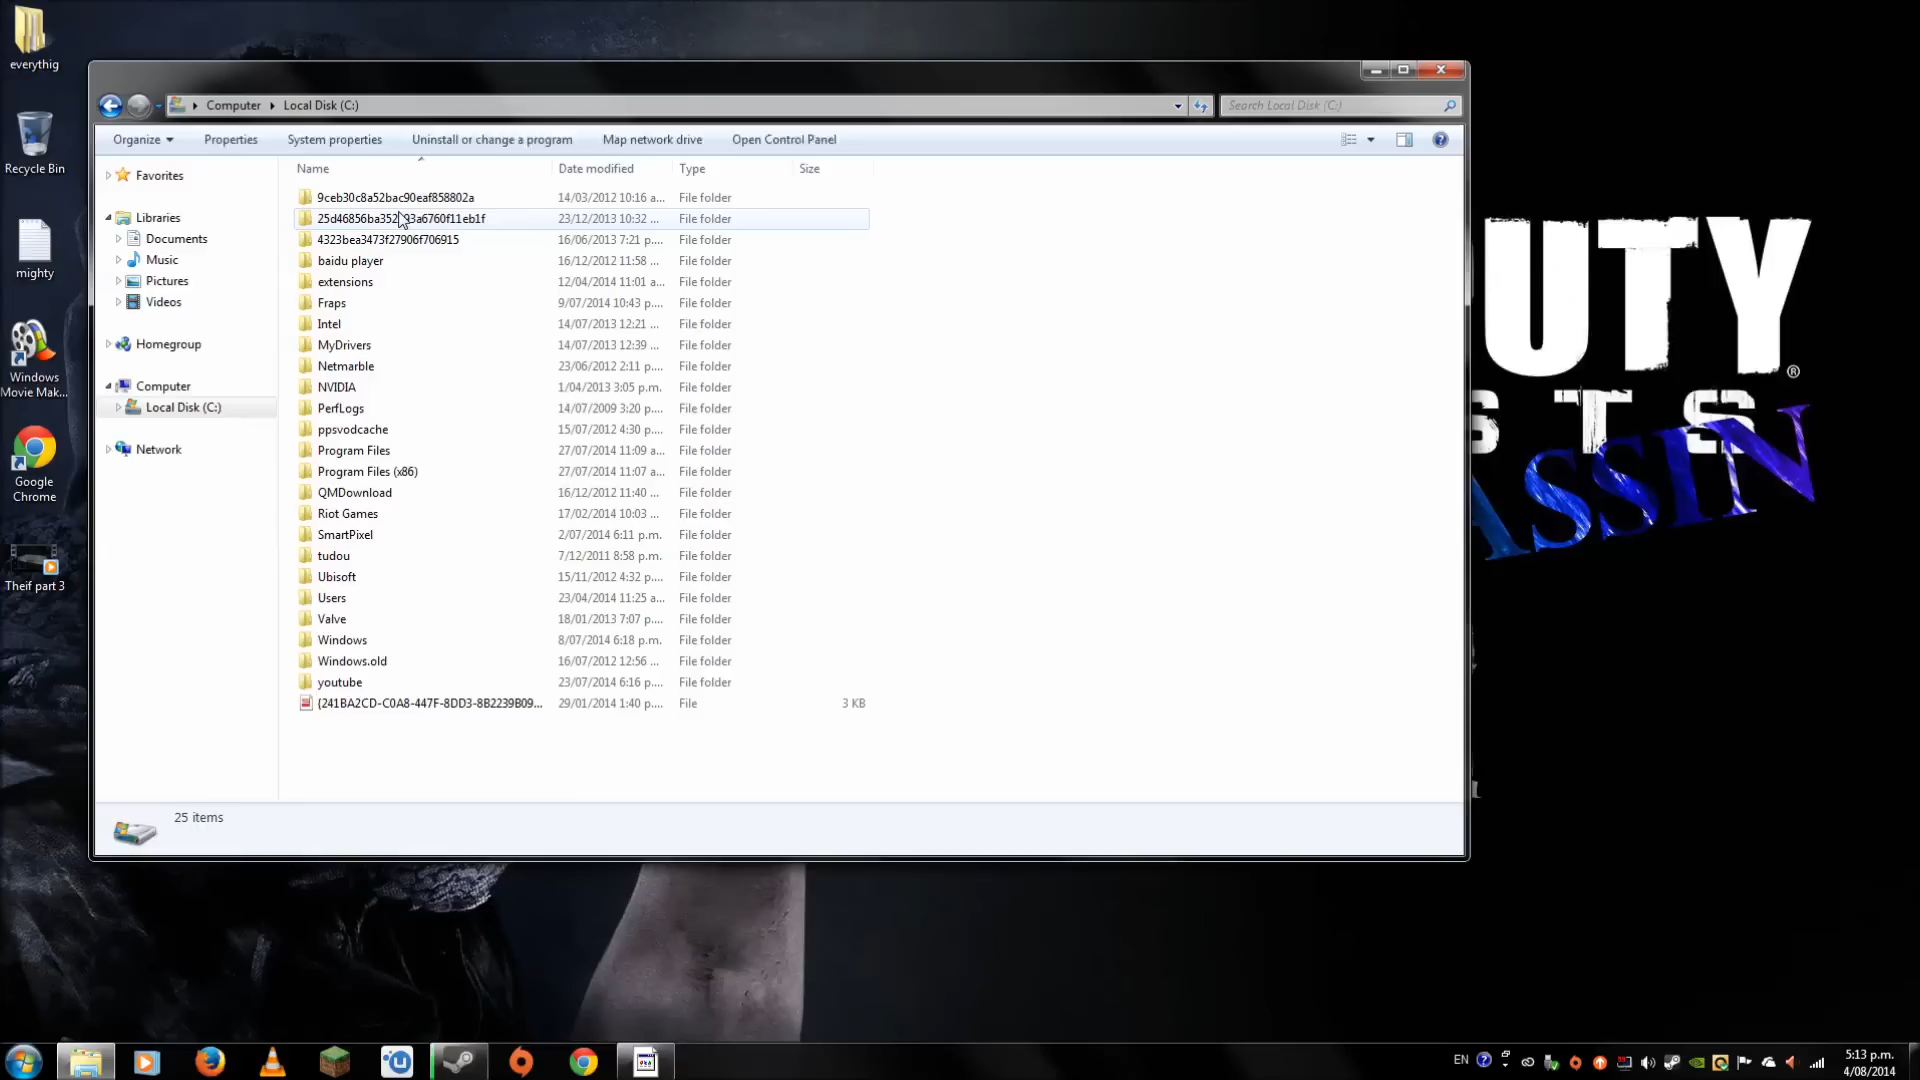 everythig
Recycle Bin
mighty
Windows
Movie Mak...
Google
Chrome
Theif part 3
Computer
Local Disk (C:)
Search Local Disk (C:)
Organize
Properties
System properties
Uninstall or change a program
Map network drive
Open Control Panel
Favorites
Libraries
Documents
Music
Pictures
Videos
Homegroup
Computer
Local Disk (C:)
Network
Name Date modified Type Size
9ceb30c8a52bac90eaf858802a 14/03/2012 10:16 a... File folder
23/12/2013 10:32 ... File folder
4323bea3473f27906f706915 16/06/2013 7:21 p.... File folder
baidu player 16/12/2012 11:58 ... File folder
extensions 12/04/2014 11:01 a... File folder
Fraps 9/07/2014 10:43 p.... File folder
Intel 14/07/2013 12:21 ... File folder
MyDrivers 14/07/2013 12:39 ... File folder
Netmarble 23/06/2012 2:11 p.... File folder
NVIDIA 1/04/2013 3:05 p.m. File folder
PerfLogs 14/07/2009 3:20 p... File folder
ppsvodcache 15/07/2012 4:30 p.... File folder
Program Files 27/07/2014 11:09 a... File folder
Program Files (x86) 27/07/2014 11:07 a... File folder
QMDownload 16/12/2012 11:40 ... File folder
Riot Games 17/02/2014 10:03 ... File folder
SmartPixel 2/07/2014 6:11 p.m. File folder
tudou 7/12/2011 8:58 p.m. File folder
Ubisoft 15/11/2012 4:32 p.... File folder
Users 23/04/2014 11:25 a... File folder
Valve 18/01/2013 7:07 p.... File folder
Windows 8/07/2014 6:18 p.m. File folder
Windows.old 16/07/2012 12:56 ... File folder
youtube 23/07/2014 6:16 p.... File folder
{241BA2CD-C0A8-447F-8DD3-8B2239B09... 29/01/2014 1:40 p.... File 3 KB
25 items
UTY®
STS
ASSIN
EN
5:13 p.m.
4/08/2014